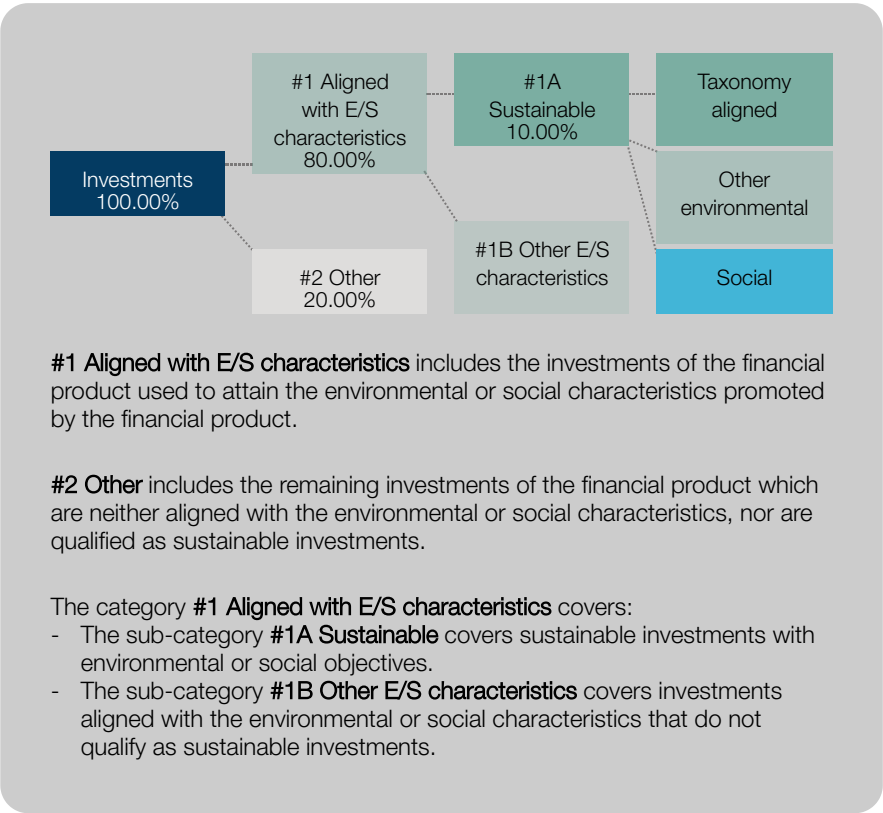 #1 Aligned
with E/S
characteristics
80.00%
#1A
Sustainable
10.00%
Taxonomy
aligned
Investments
100.00%
Other
environmental
#2 Other
20.00%
#1B Other E/S
characteristics
Social
#1 Aligned with E/S characteristics includes the investments of the financial
product used to attain the environmental or social characteristics promoted
by the financial product.
#2 Other includes the remaining investments of the financial product which
are neither aligned with the environmental or social characteristics, nor are
qualified as sustainable investments.
The category #1 Aligned with E/S characteristics covers:
- The sub-category #1A Sustainable covers sustainable investments with
environmental or social objectives.
- The sub-category #1B Other E/S characteristics covers investments
aligned with the environmental or social characteristics that do not
qualify as sustainable investments.